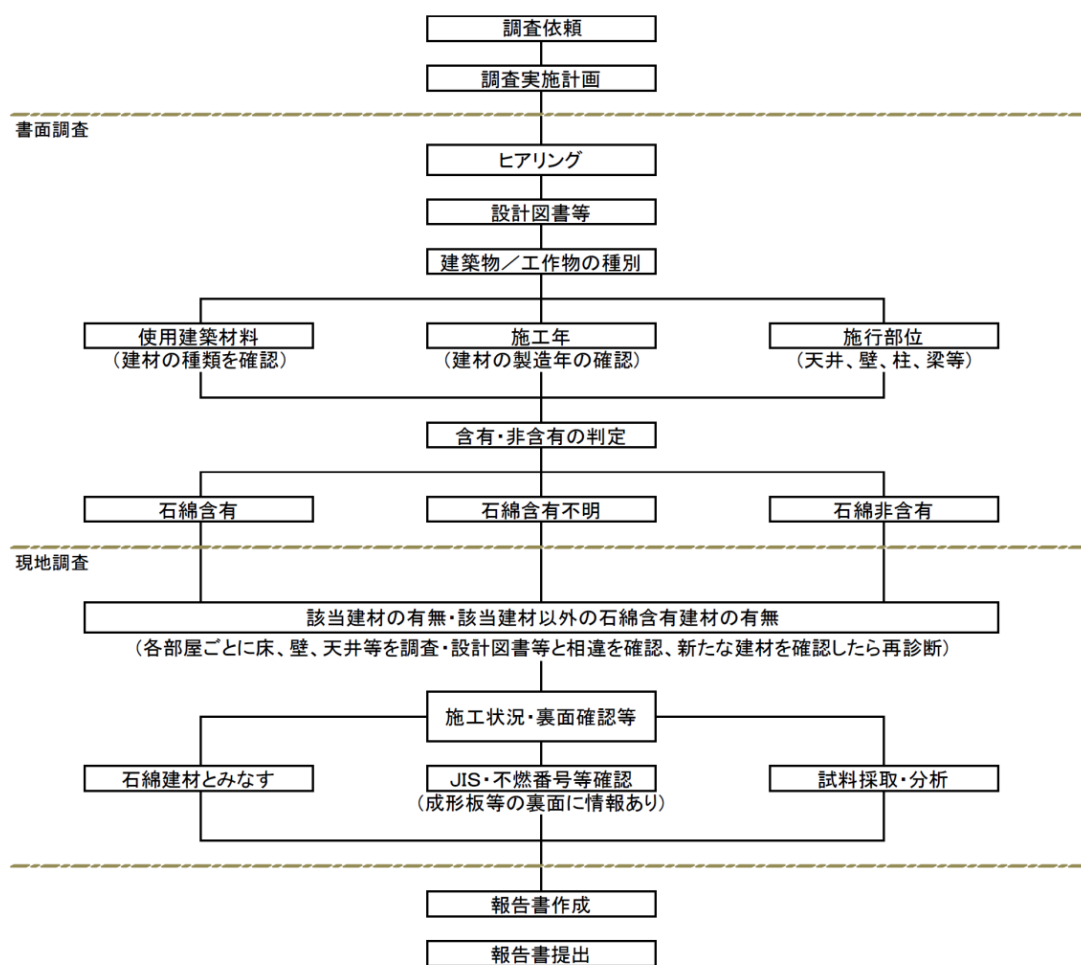 調査依頼
調査実施計画
書面調査
ヒアリング
設計図書等
建築物／工作物の種別
使用建築材料
(建材の種類を確認)
施工年
(建材の製造年の確認)
施行部位
(天井、壁、柱、梁等)
含有・非含有の判定
石綿含有
石綿含有不明
石綿非含有
現地調査
該当建材の有無・該当建材以外の石綿含有建材の有無
(各部屋ごとに床、壁、天井等を調査・設計図書等と相違を確認、新たな建材を確認したら再診断)
施工状況・裏面確認等
石綿建材とみなす
JIS・不燃番号等確認
(成形板等の裏面に情報あり)
試料採取・分析
報告書作成
報告書提出